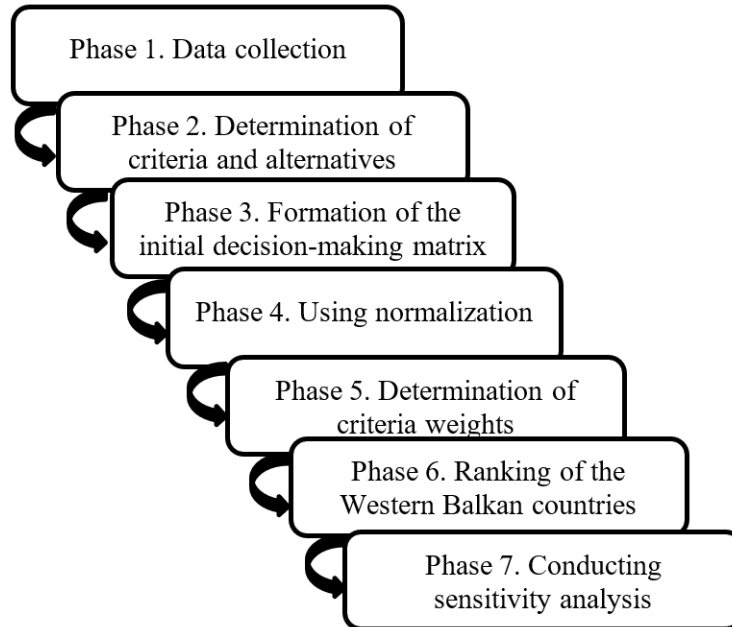 Phase 1. Data collection
Phase 2. Determination of
criteria and alternatives
Phase 3. Formation of the
initial decision-making matrix
Phase 4. Using normalization
Phase 5. Determination of
criteria weights
Phase 6. Ranking of the
Western Balkan countries
Phase 7. Conducting
sensitivity analysis